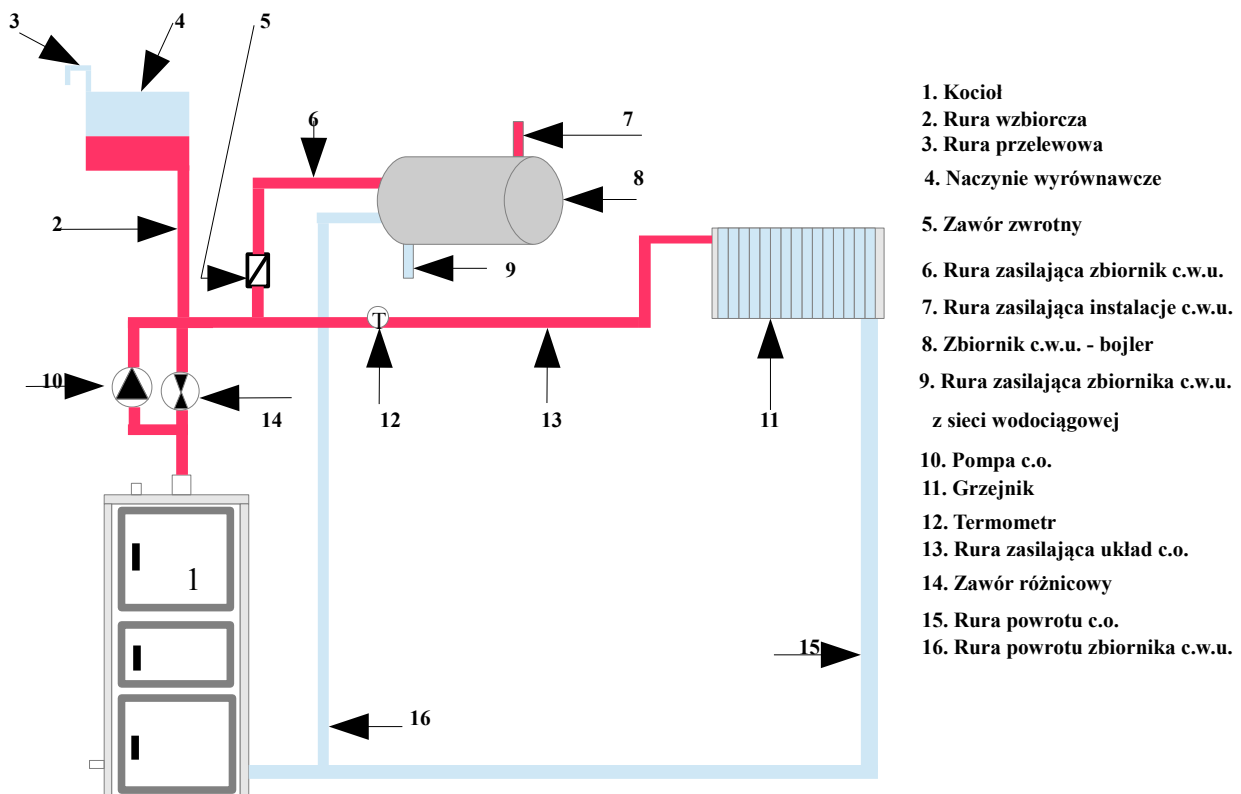 3
4
5
6
7
8
2
9
T
10
14
12
13
11
1
15
16
1. Kocioł
2. Rura wzbiorcza
3. Rura przelewowa
4. Naczynie wyrównawcze
5. Zawór zwrotny
6. Rura zasilająca zbiornik c.w.u.
7. Rura zasilająca instalacje c.w.u.
8. Zbiornik c.w.u. - bojler
9. Rura zasilająca zbiornika c.w.u.
z sieci wodociągowej
10. Pompa c.o.
11. Grzejnik
12. Termometr
13. Rura zasilająca układ c.o.
14. Zawór różnicowy
15. Rura powrotu c.o.
16. Rura powrotu zbiornika c.w.u.